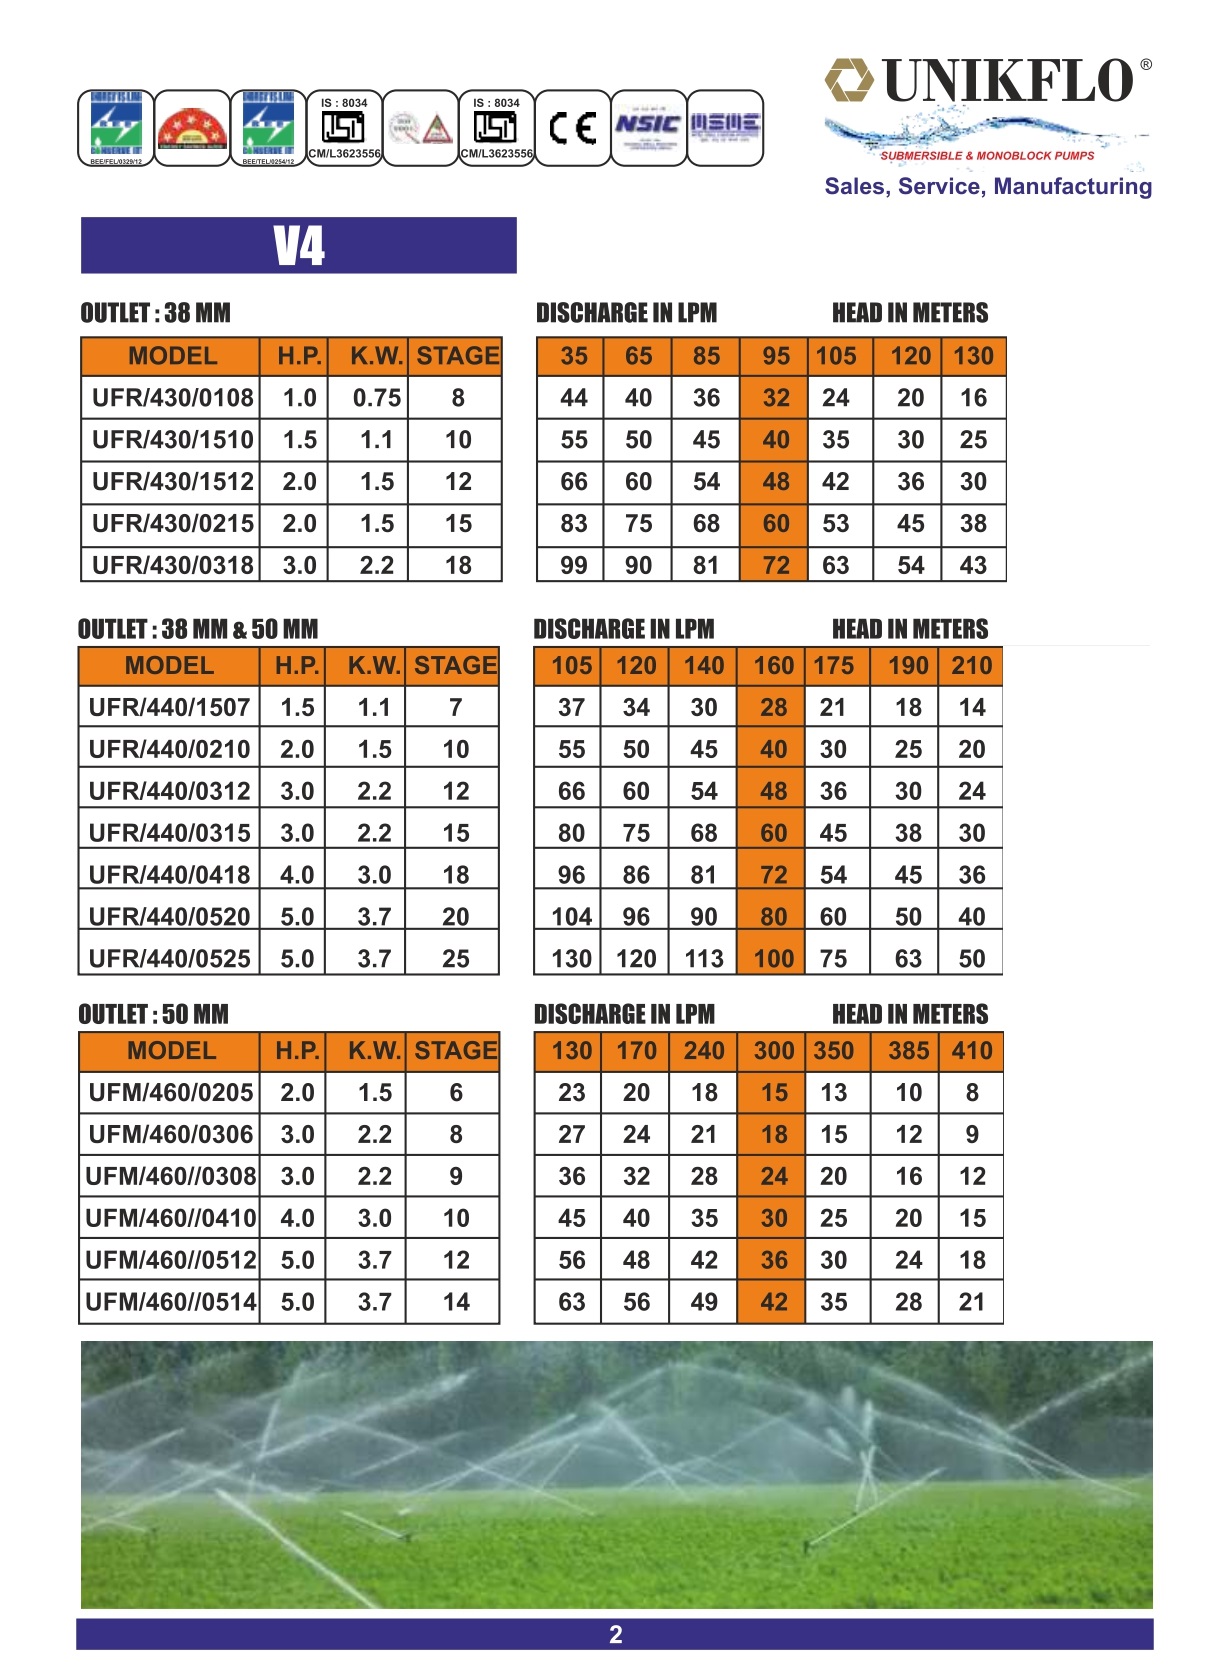 UNIKFLO ®
SUBMERSIBLE & MONOBLOCK PUMPS
Sales, Service, Manufacturing
BEE/FEL/0329/12
BEE/TEL/0254/12
IS : 8034
CM/L3623556
IS : 8034
CM/L3623556
CE
NSIC
MSME
V4
OUTLET : 38 MM DISCHARGE IN LPM HEAD IN METERS
MODEL H.P. K.W. STAGE 35 65 85 95 105 120 130
UFR/430/0108 1.0 0.75 8 44 40 36 32 24 20 16
UFR/430/1510 1.5 1.1 10 55 50 45 40 35 30 25
UFR/430/1512 2.0 1.5 12 66 60 54 48 42 36 30
UFR/430/0215 2.0 1.5 15 83 75 68 60 53 45 38
UFR/430/0318 3.0 2.2 18 99 90 81 72 63 54 43
OUTLET : 38 MM & 50 MM DISCHARGE IN LPM HEAD IN METERS
MODEL H.P. K.W. STAGE 105 120 140 160 175 190 210
UFR/440/1507 1.5 1.1 7 37 34 30 28 21 18 14
UFR/440/0210 2.0 1.5 10 55 50 45 40 30 25 20
UFR/440/0312 3.0 2.2 12 66 60 54 48 36 30 24
UFR/440/0315 3.0 2.2 15 80 75 68 60 45 38 30
UFR/440/0418 4.0 3.0 18 96 86 81 72 54 45 36
UFR/440/0520 5.0 3.7 20 104 96 90 80 60 50 40
UFR/440/0525 5.0 3.7 25 130 120 113 100 75 63 50
OUTLET : 50 MM DISCHARGE IN LPM HEAD IN METERS
MODEL H.P. K.W. STAGE 130 170 240 300 350 385 410
UFM/460/0205 2.0 1.5 6 23 20 18 15 13 10 8
UFM/460/0306 3.0 2.2 8 27 24 21 18 15 12 9
UFM/460//0308 3.0 2.2 9 36 32 28 24 20 16 12
UFM/460//0410 4.0 3.0 10 45 40 35 30 25 20 15
UFM/460//0512 5.0 3.7 12 56 48 42 36 30 24 18
UFM/460//0514 5.0 3.7 14 63 56 49 42 35 28 21
2